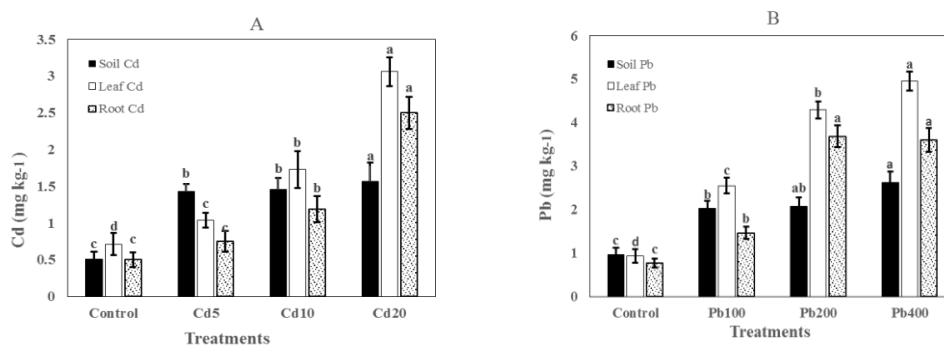 A
3.5
3
2.5
2
1.5
1
0.5
0
Cd (mg kg-1)
Soil Cd
Leaf Cd
Root Cd
c
d
c
b
c
c
b
b
b
a
a
a
Control
Cd5
Cd10
Cd20
Treatments
B
6
5
4
3
2
1
0
Pb (mg kg-1)
Soil Pb
Leaf Pb
Root Pb
c
d
c
b
c
b
ab
b
a
a
a
a
Control
Pb100
Pb200
Pb400
Treatments